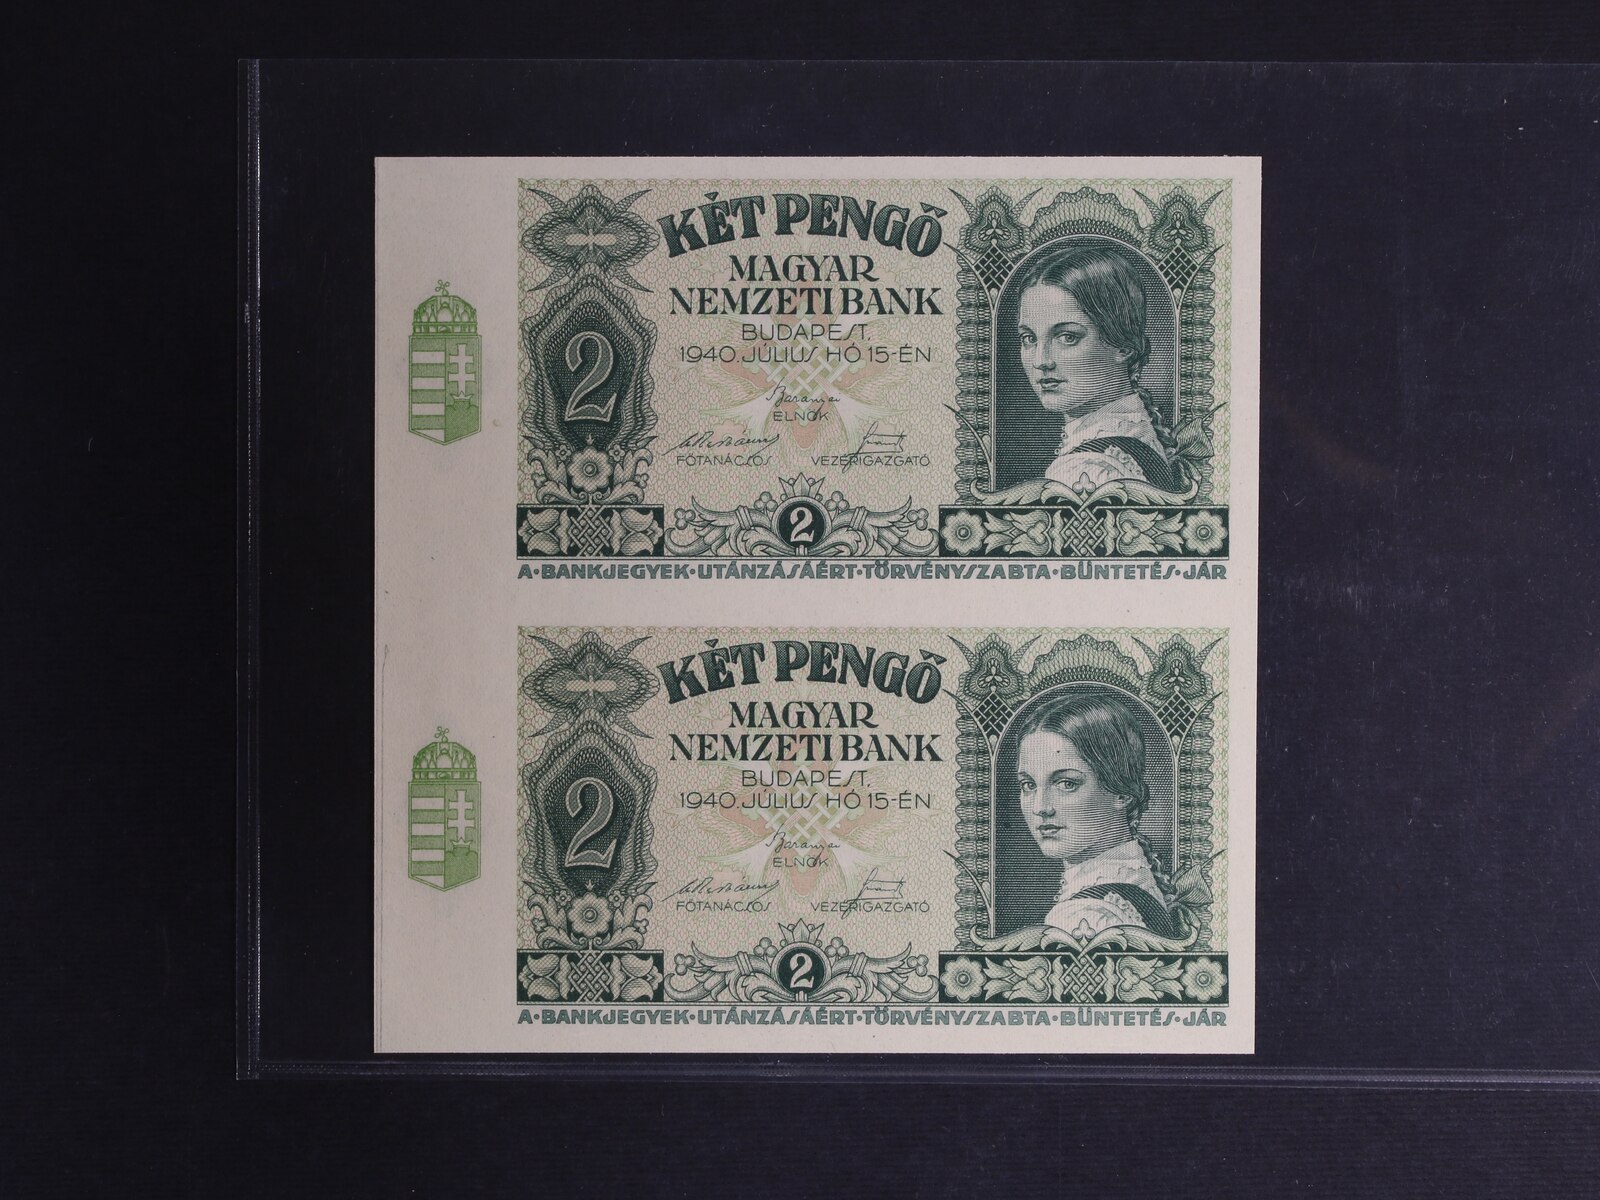 KÉT PENGŐ
2
MAGYAR
NEMZETI BANK
BUDAPEST,
1940. JÚLIUS HÓ 15-ÉN
Baranyai
ELNÖK
FŐTANÁCSOS VEZÉRIGAZGATÓ
2
A·BANKJEGYEK·UTÁNZÁSÁÉRT·TÖRVÉNYSZABTA·BÜNTETÉS·JÁR
KÉT PENGŐ
2
MAGYAR
NEMZETI BANK
BUDAPEST,
1940. JÚLIUS HÓ 15-ÉN
Baranyai
ELNÖK
FŐTANÁCSOS VEZÉRIGAZGATÓ
2
A·BANKJEGYEK·UTÁNZÁSÁÉRT·TÖRVÉNYSZABTA·BÜNTETÉS·JÁR